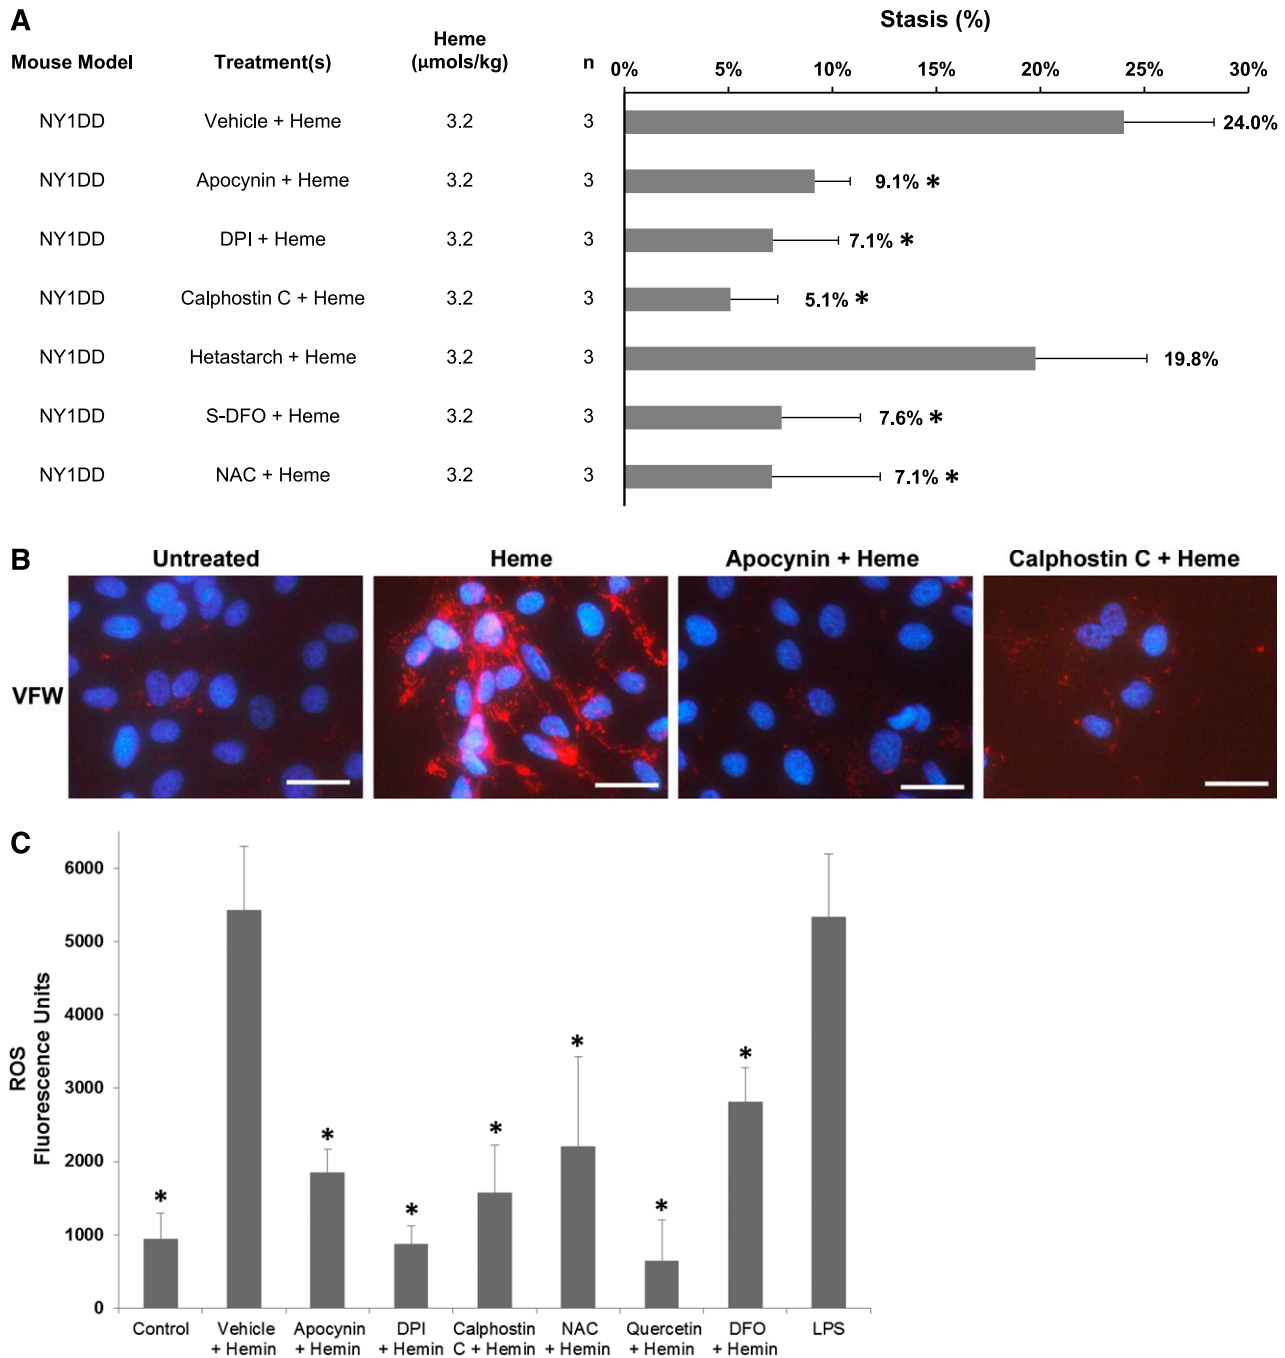 A
Stasis (%)
Heme
Mouse Model Treatment(s) (μmols/kg) n 0% 5% 10% 15% 20% 25% 30%
NY1DD Vehicle + Heme 3.2 3 24.0%
NY1DD Apocynin + Heme 3.2 3 9.1% *
NY1DD DPI + Heme 3.2 3 7.1% *
NY1DD Calphostin C + Heme 3.2 3 5.1% *
NY1DD Hetastarch + Heme 3.2 3 19.8%
NY1DD S-DFO + Heme 3.2 3 7.6% *
NY1DD NAC + Heme 3.2 3 7.1% *
B Untreated Heme Apocynin + Heme Calphostin C + Heme
VFW
C
ROS
Fluorescence Units
6000
5000
4000
3000
2000
1000
0
* * * * * * *
Control Vehicle Apocynin DPI Calphostin NAC Quercetin DFO LPS
+ Hemin + Hemin + Hemin C + Hemin + Hemin + Hemin + Hemin